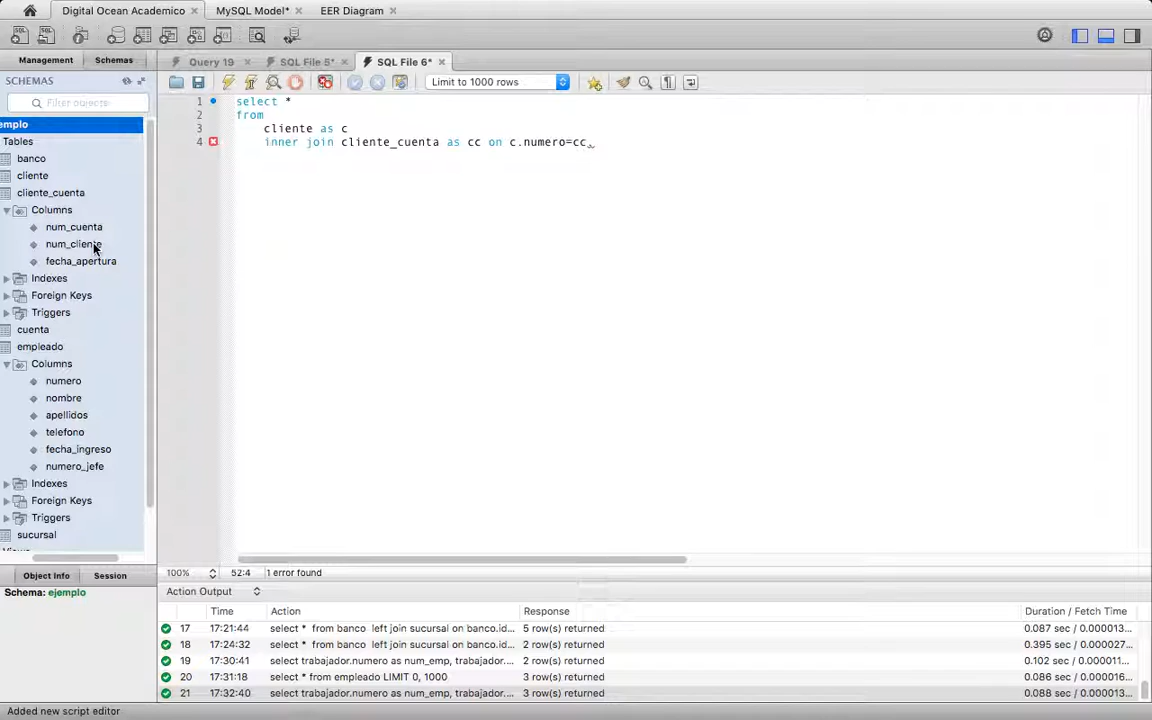 Digital Ocean Academico MySQL Model* EER Diagram
Management Schemas Query 19 SQL File 5* SQL File 6*
SCHEMAS Limit to 1000 rows
Filter objects
emplo
Tables
banco
cliente
cliente_cuenta
Columns
num_cuenta
num_cliente
fecha_apertura
Indexes
Foreign Keys
Triggers
cuenta
empleado
Columns
numero
nombre
apellidos
telefono
fecha_ingreso
numero_jefe
Indexes
Foreign Keys
Triggers
sucursal
Views
1 select *
2 from
3 cliente as c
4 inner join cliente_cuenta as cc on c.numero=cc.
100% 52:4 1 error found
Object Info Session
Schema: ejemplo
Action Output
Time Action Response Duration / Fetch Time
17 17:21:44 select * from banco left join sucursal on banco.id... 5 row(s) returned 0.087 sec / 0.000013...
18 17:24:32 select * from banco left join sucursal on banco.id... 2 row(s) returned 0.395 sec / 0.000027...
19 17:30:41 select trabajador.numero as num_emp, trabajador.... 2 row(s) returned 0.102 sec / 0.000011...
20 17:31:18 select * from empleado LIMIT 0, 1000 3 row(s) returned 0.086 sec / 0.000016...
21 17:32:40 select trabajador.numero as num_emp, trabajador.... 3 row(s) returned 0.088 sec / 0.000013...
Added new script editor